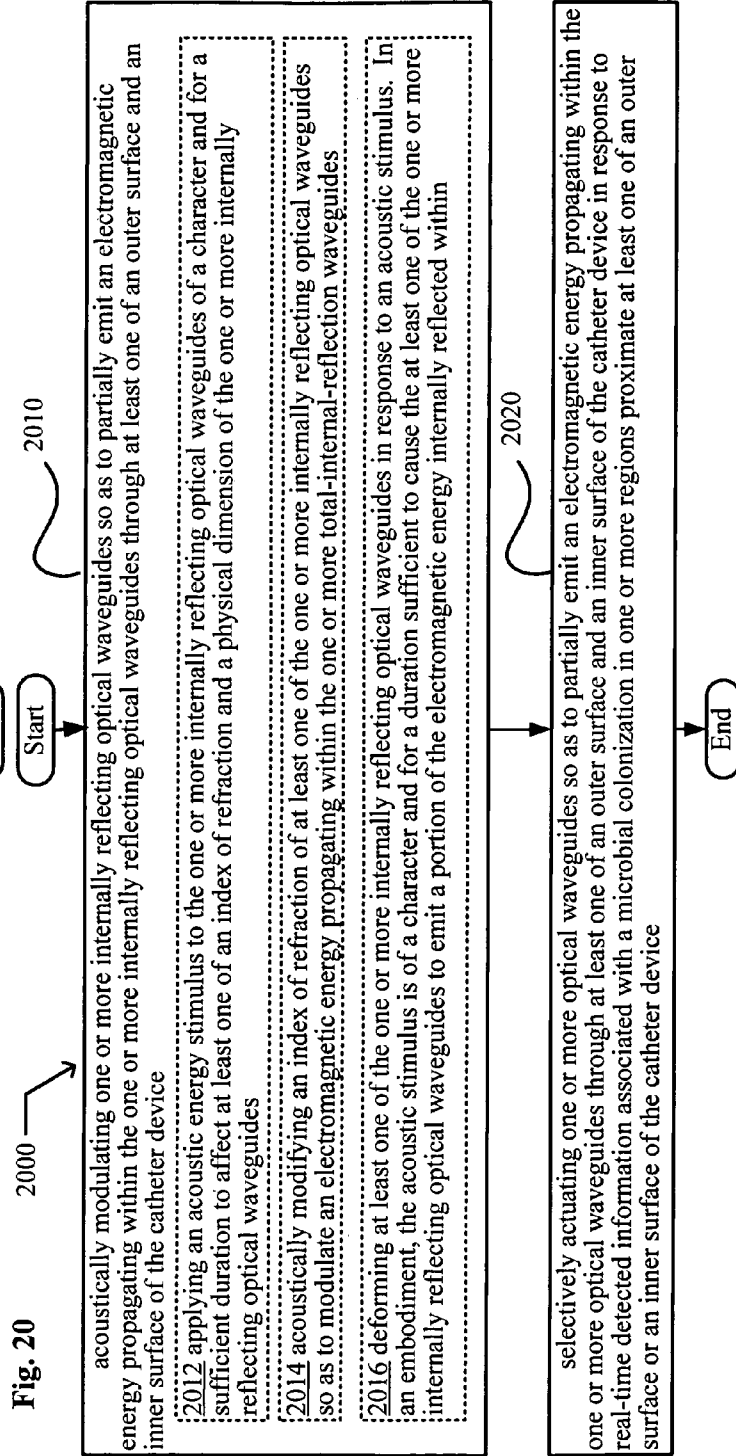 Fig. 20
2000
Start
2010
acoustically modulating one or more internally reflecting optical waveguides so as to partially emit an electromagnetic
energy propagating within the one or more internally reflecting optical waveguides through at least one of an outer surface and an
inner surface of the catheter device
2012 applying an acoustic energy stimulus to the one or more internally reflecting optical waveguides of a character and for a
sufficient duration to affect at least one of an index of refraction and a physical dimension of the one or more internally
reflecting optical waveguides
2014 acoustically modifying an index of refraction of at least one of the one or more internally reflecting optical waveguides
so as to modulate an electromagnetic energy propagating within the one or more total-internal-reflection waveguides
2016 deforming at least one of the one or more internally reflecting optical waveguides in response to an acoustic stimulus. In
an embodiment, the acoustic stimulus is of a character and for a duration sufficient to cause the at least one of the one or more
internally reflecting optical waveguides to emit a portion of the electromagnetic energy internally reflected within
2020
selectively actuating one or more optical waveguides so as to partially emit an electromagnetic energy propagating within the
one or more optical waveguides through at least one of an outer surface and an inner surface of the catheter device in response to
real-time detected information associated with a microbial colonization in one or more regions proximate at least one of an outer
surface or an inner surface of the catheter device
End